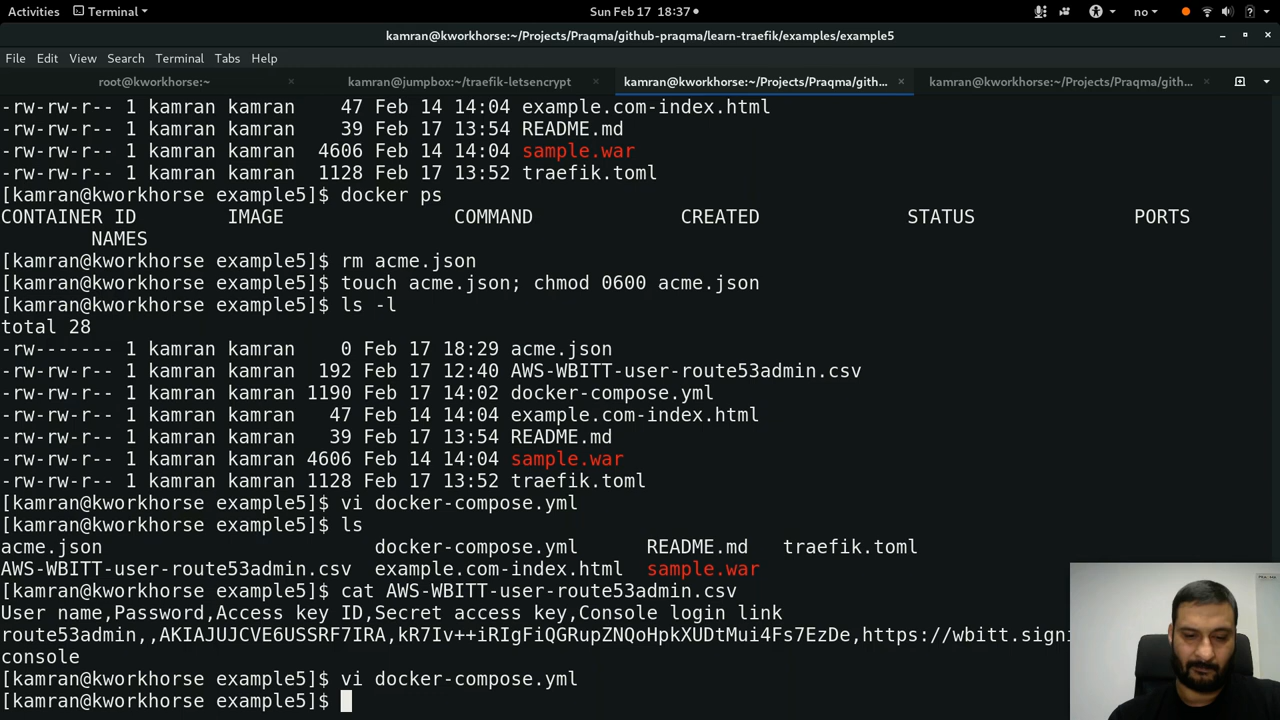 Activities Terminal Sun Feb 17 18:37 no
kamran@kworkhorse:~/Projects/Praqma/github-praqma/learn-traefik/examples/example5
File Edit View Search Terminal Tabs Help
root@kworkhorse:~ kamran@jumpbox:~/traefik-letsencrypt kamran@kworkhorse:~/Projects/Praqma/gith... kamran@kworkhorse:~/Projects/Praqma/gith...
-rw-rw-r-- 1 kamran kamran 47 Feb 14 14:04 example.com-index.html
-rw-rw-r-- 1 kamran kamran 39 Feb 17 13:54 README.md
-rw-rw-r-- 1 kamran kamran 4606 Feb 14 14:04 sample.war
-rw-rw-r-- 1 kamran kamran 1128 Feb 17 13:52 traefik.toml
[kamran@kworkhorse example5]$ docker ps
CONTAINER ID IMAGE COMMAND CREATED STATUS PORTS
NAMES
[kamran@kworkhorse example5]$ rm acme.json
[kamran@kworkhorse example5]$ touch acme.json; chmod 0600 acme.json
[kamran@kworkhorse example5]$ ls -l
total 28
-rw------- 1 kamran kamran 0 Feb 17 18:29 acme.json
-rw-rw-r-- 1 kamran kamran 192 Feb 17 12:40 AWS-WBITT-user-route53admin.csv
-rw-rw-r-- 1 kamran kamran 1190 Feb 17 14:02 docker-compose.yml
-rw-rw-r-- 1 kamran kamran 47 Feb 14 14:04 example.com-index.html
-rw-rw-r-- 1 kamran kamran 39 Feb 17 13:54 README.md
-rw-rw-r-- 1 kamran kamran 4606 Feb 14 14:04 sample.war
-rw-rw-r-- 1 kamran kamran 1128 Feb 17 13:52 traefik.toml
[kamran@kworkhorse example5]$ vi docker-compose.yml
[kamran@kworkhorse example5]$ ls
acme.json docker-compose.yml README.md traefik.toml
AWS-WBITT-user-route53admin.csv example.com-index.html sample.war
[kamran@kworkhorse example5]$ cat AWS-WBITT-user-route53admin.csv
User name,Password,Access key ID,Secret access key,Console login link
route53admin,,AKIAJUJCVE6USSRF7IRA,kR7Iv++iRIgFiQGRupZNQoHpkXUDtMui4Fs7EzDe,https://wbitt.signi
console
[kamran@kworkhorse example5]$ vi docker-compose.yml
[kamran@kworkhorse example5]$